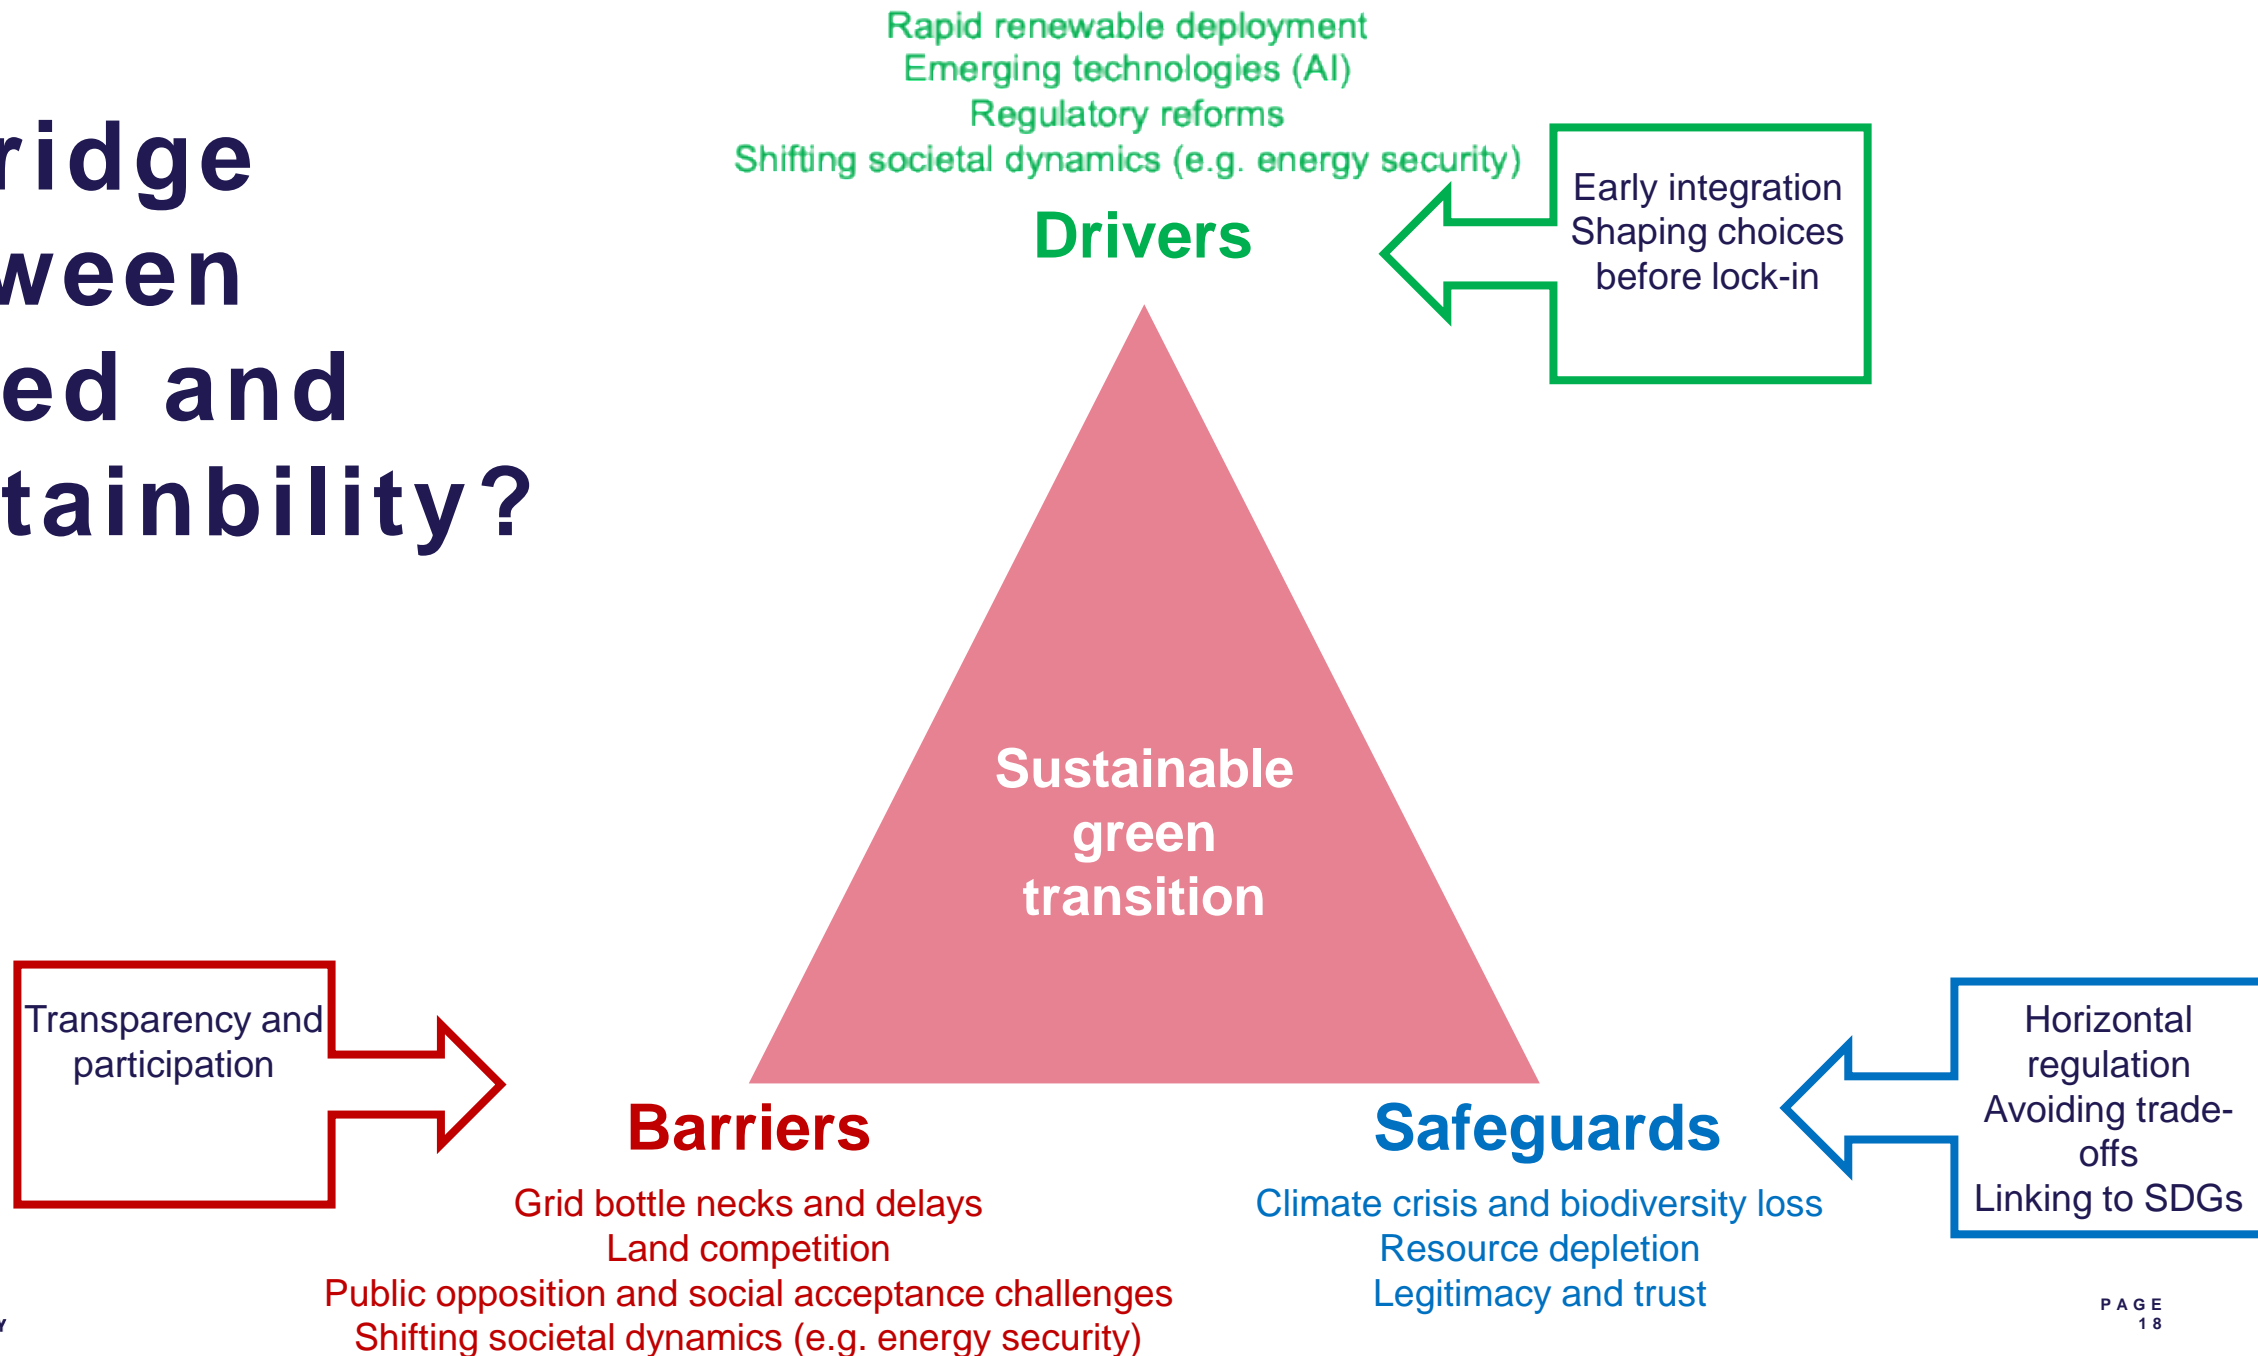 ridge
ween
ed and
tainbility?
Rapid renewable deployment
Emerging technologies (AI)
Regulatory reforms
Shifting societal dynamics (e.g. energy security)
Drivers
Early integration
Shaping choices
before lock-in
Sustainable
green
transition
Transparency and
participation
Barriers
Grid bottle necks and delays
Land competition
Public opposition and social acceptance challenges
Shifting societal dynamics (e.g. energy security)
Safeguards
Climate crisis and biodiversity loss
Resource depletion
Legitimacy and trust
Horizontal
regulation
Avoiding trade-
offs
Linking to SDGs
Y
PAGE
18